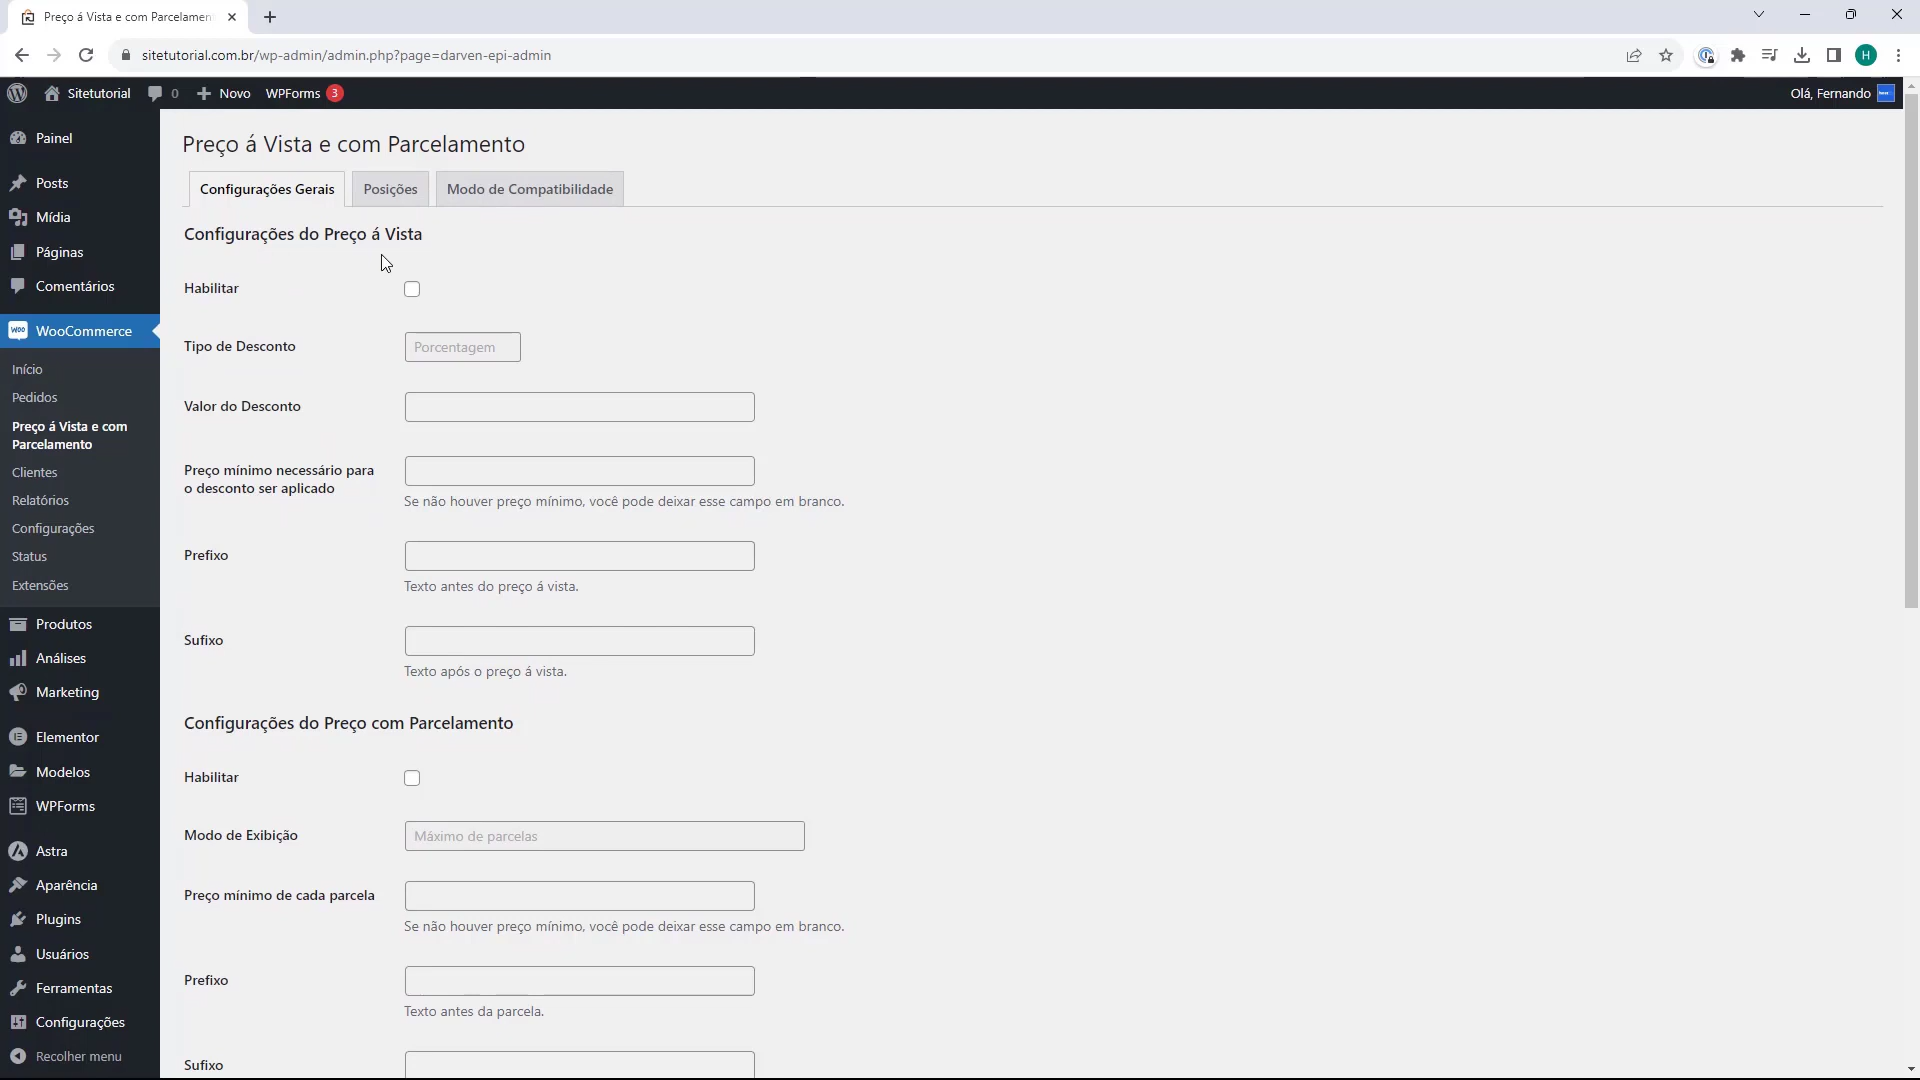 Preço á Vista e com Parcelamen
sitetutorial.com.br/wp-admin/admin.php?page=darven-epi-admin
H
Sitetutorial
0
Novo
WPForms
3
Olá, Fernando
Painel
Posts
Mídia
Páginas
Comentários
WOO
WooCommerce
Início
Pedidos
Preço á Vista e com
Parcelamento
Clientes
Relatórios
Configurações
Status
Extensões
Produtos
Análises
Marketing
Elementor
Modelos
WPForms
Astra
Aparência
Plugins
Usuários
Ferramentas
Configurações
Recolher menu
Preço á Vista e com Parcelamento
Configurações Gerais
Posições
Modo de Compatibilidade
Configurações do Preço á Vista
Habilitar
Tipo de Desconto
Porcentagem
Valor do Desconto
Preço mínimo necessário para
o desconto ser aplicado
Se não houver preço mínimo, você pode deixar esse campo em branco.
Prefixo
Texto antes do preço á vista.
Sufixo
Texto após o preço á vista.
Configurações do Preço com Parcelamento
Habilitar
Modo de Exibição
Máximo de parcelas
Preço mínimo de cada parcela
Se não houver preço mínimo, você pode deixar esse campo em branco.
Prefixo
Texto antes da parcela.
Sufixo